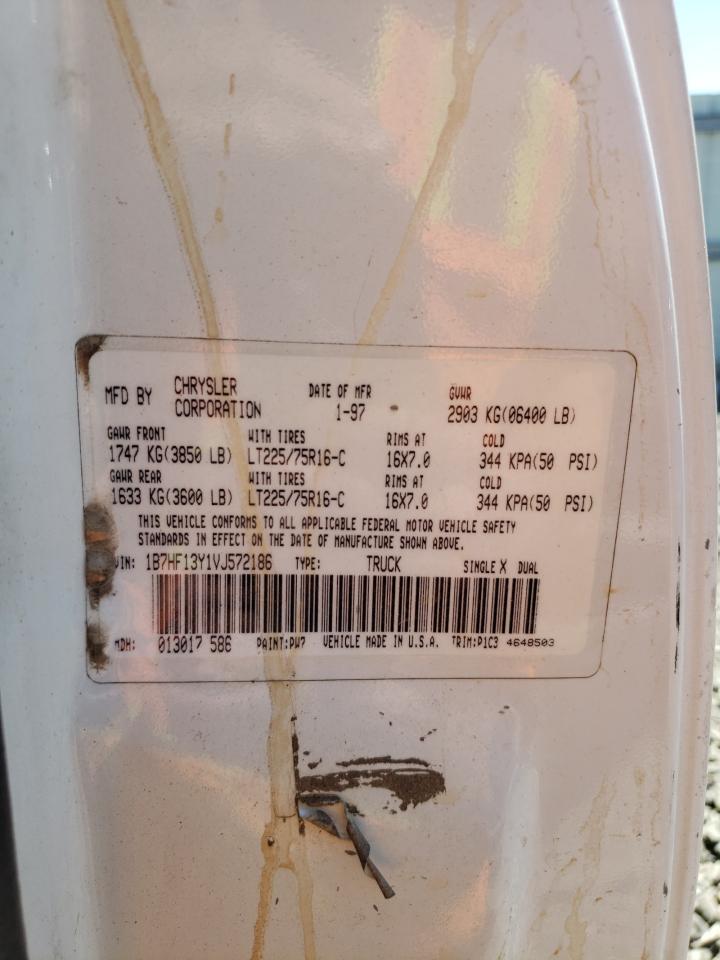 MFD BY CHRYSLER CORPORATION DATE OF MFR 1-97 GVWR 2903 KG(06400 LB)
GAWR FRONT WITH TIRES RIMS AT COLD
1747 KG(3850 LB) LT225/75R16-C 16X7.0 344 KPA(50 PSI)
GAWR REAR WITH TIRES RIMS AT COLD
1633 KG(3600 LB) LT225/75R16-C 16X7.0 344 KPA(50 PSI)
THIS VEHICLE CONFORMS TO ALL APPLICABLE FEDERAL MOTOR VEHICLE SAFETY
STANDARDS IN EFFECT ON THE DATE OF MANUFACTURE SHOWN ABOVE.
VIN: 1B7HF13Y1VJ572186 TYPE: TRUCK SINGLE X DUAL
MDH: 013017 586 PAINT:PW7 VEHICLE MADE IN U.S.A. TRIM:P1C3 4648503